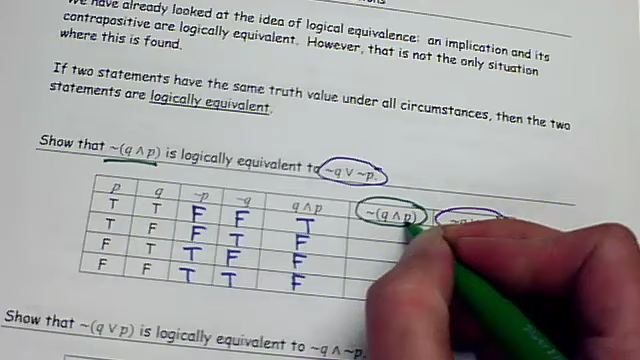 We have already looked at the idea of logical equivalence: an implication and its
contrapositive are logically equivalent. However, that is not the only situation
where this is found.
If two statements have the same truth value under all circumstances, then the two
statements are logically equivalent.
Show that ~(q ∧ p) is logically equivalent to ~q ∨ ~p.
p q ~p ~q q ∧ p ~(q ∧ p)
T T F F T
T F F T F
F T T F F
F F T T F
Show that ~(q ∨ p) is logically equivalent to ~q ∧ ~p.